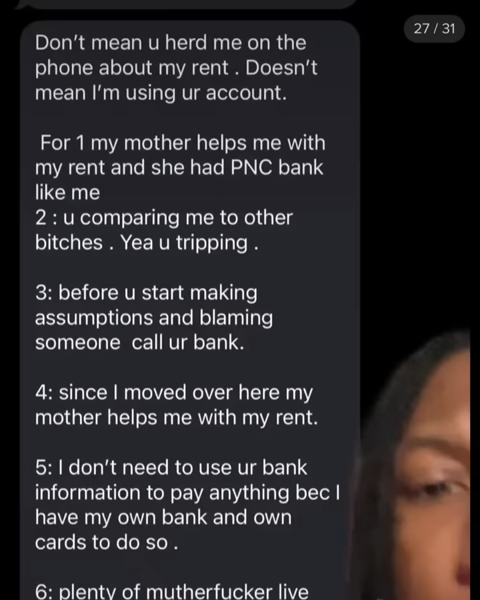 27 / 31
Don't mean u herd me on the
phone about my rent . Doesn't
mean I'm using ur account.
For 1 my mother helps me with
my rent and she had PNC bank
like me
2 : u comparing me to other
bitches . Yea u tripping .
3: before u start making
assumptions and blaming
someone  call ur bank.
4: since I moved over here my
mother helps me with my rent.
5: I don't need to use ur bank
information to pay anything bec I
have my own bank and own
cards to do so .
6: plenty of mutherfucker live